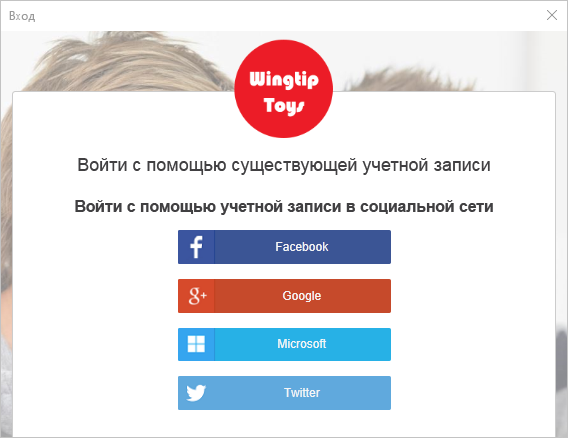 Вход
Wingtip
Toys
Войти с помощью существующей учетной записи
Войти с помощью учетной записи в социальной сети
Facebook
Google
Microsoft
Twitter